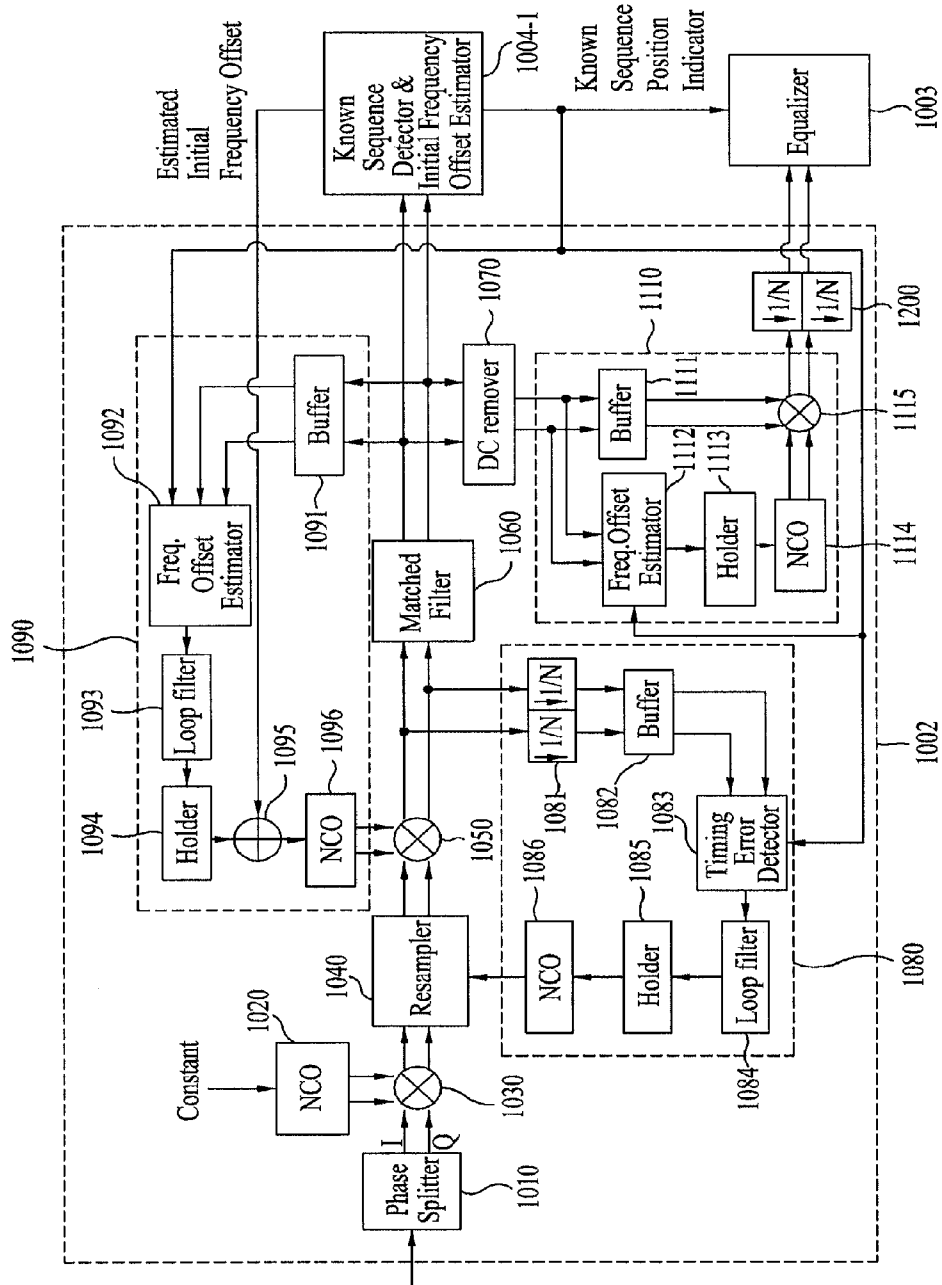 Estimated
Initial
Frequency Offset
Known
Sequence
Detector &
Initial Frequency
Offset Estimator
1004-1
Known
Sequence
Position
Indicator
Equalizer
1003
1090
1092
Freq.
Offset
Estimator
1093
Loop filter
1094
Holder
1095
NCO
1096
Buffer
1091
DC remover
1070
Matched
Filter
1060
1050
Constant
1020
NCO
1030
Phase
Splitter
1010
I
Q
Resampler
1040
1110
Buffer
1111
Freq.Offset
Estimator
1112
Holder
1113
NCO
1114
1115
1/N
1/N
1200
1/N
1/N
1081
Buffer
1082
1083
Timing
Error
Detector
Loop filter
1084
Holder
1085
NCO
1086
1080
1002